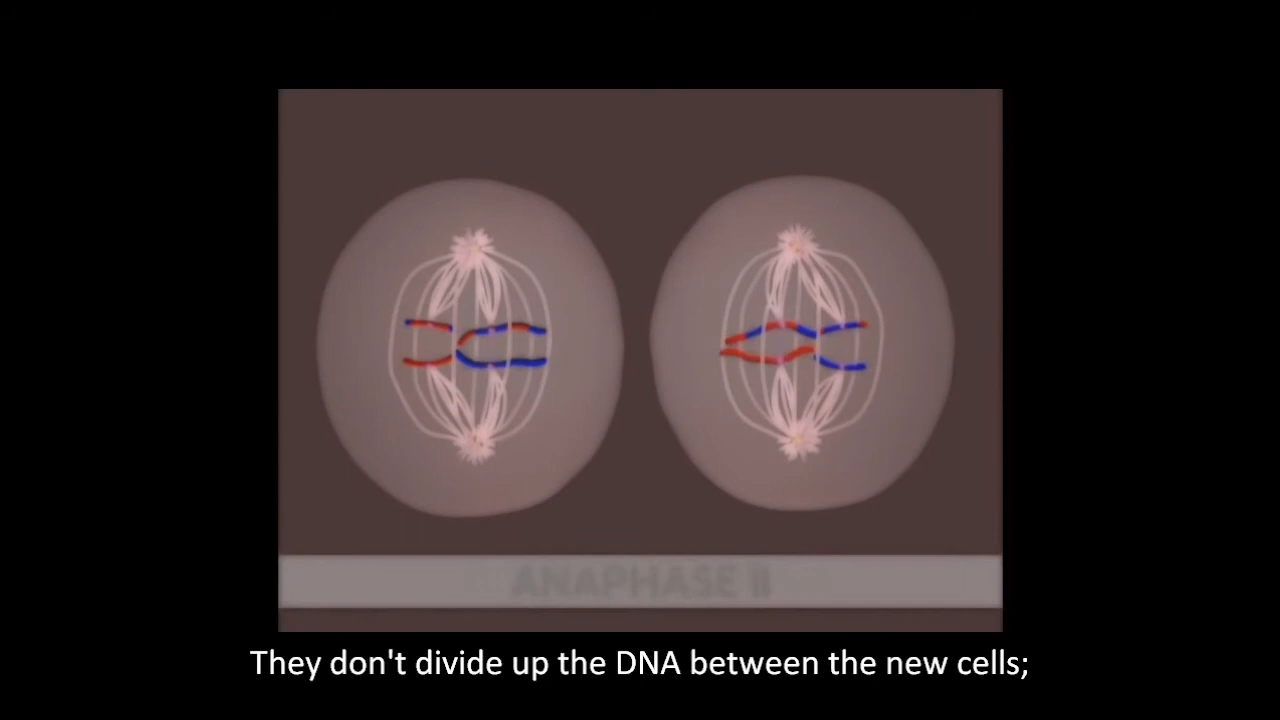 ANAPHASE II
They don't divide up the DNA between the new cells;